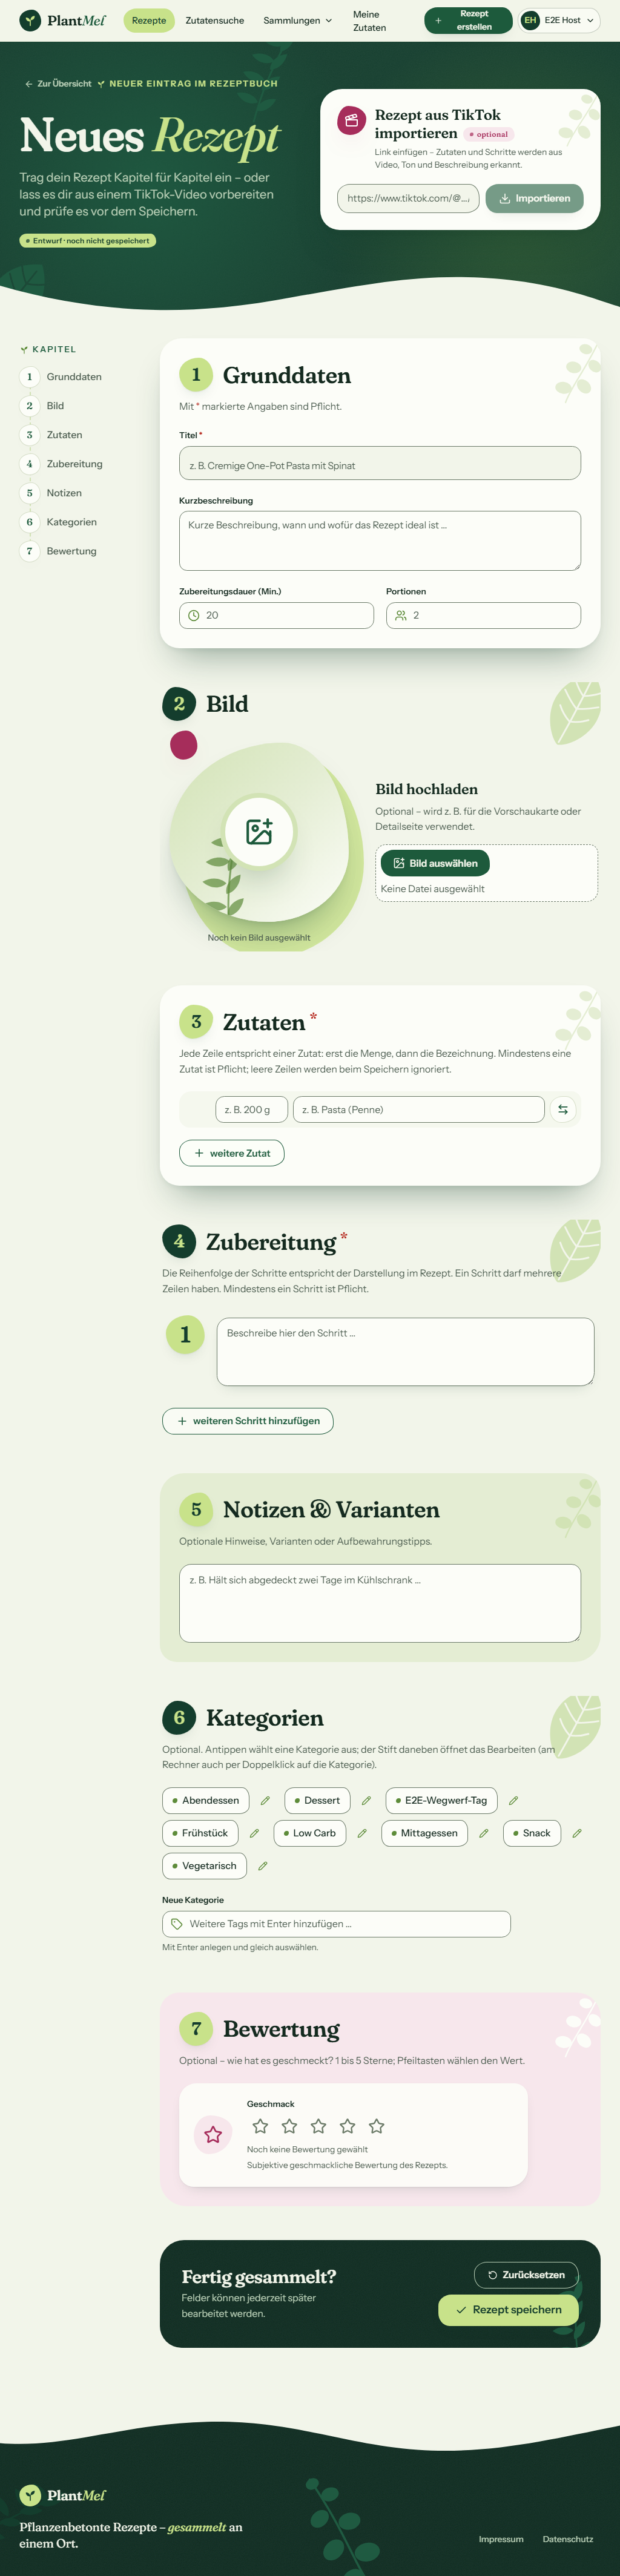 PlantMel
Rezepte
Zutatensuche
Sammlungen
Meine
Zutaten
Rezept
erstellen
EH
E2E Host
Zur Übersicht
NEUER EINTRAG IM REZEPTBUCH
Neues Rezept
Trag dein Rezept Kapitel für Kapitel ein – oder
lass es dir aus einem TikTok-Video vorbereiten
und prüfe es vor dem Speichern.
Entwurf · noch nicht gespeichert
Rezept aus TikTok
importieren
optional
Link einfügen – Zutaten und Schritte werden aus
Video, Ton und Beschreibung erkannt.
https://www.tiktok.com/@…
Importieren
KAPITEL
1 Grunddaten
2 Bild
3 Zutaten
4 Zubereitung
5 Notizen
6 Kategorien
7 Bewertung
1 Grunddaten
Mit * markierte Angaben sind Pflicht.
Titel *
z. B. Cremige One-Pot Pasta mit Spinat
Kurzbeschreibung
Kurze Beschreibung, wann und wofür das Rezept ideal ist …
Zubereitungsdauer (Min.)
20
Portionen
2
2 Bild
Noch kein Bild ausgewählt
Bild hochladen
Optional – wird z. B. für die Vorschaukarte oder
Detailseite verwendet.
Bild auswählen
Keine Datei ausgewählt
3 Zutaten *
Jede Zeile entspricht einer Zutat: erst die Menge, dann die Bezeichnung. Mindestens eine
Zutat ist Pflicht; leere Zeilen werden beim Speichern ignoriert.
z. B. 200 g
z. B. Pasta (Penne)
weitere Zutat
4 Zubereitung *
Die Reihenfolge der Schritte entspricht der Darstellung im Rezept. Ein Schritt darf mehrere
Zeilen haben. Mindestens ein Schritt ist Pflicht.
1
Beschreibe hier den Schritt …
weiteren Schritt hinzufügen
5 Notizen & Varianten
Optionale Hinweise, Varianten oder Aufbewahrungstipps.
z. B. Hält sich abgedeckt zwei Tage im Kühlschrank …
6 Kategorien
Optional. Antippen wählt eine Kategorie aus; der Stift daneben öffnet das Bearbeiten (am
Rechner auch per Doppelklick auf die Kategorie).
Abendessen
Dessert
E2E-Wegwerf-Tag
Frühstück
Low Carb
Mittagessen
Snack
Vegetarisch
Neue Kategorie
Weitere Tags mit Enter hinzufügen …
Mit Enter anlegen und gleich auswählen.
7 Bewertung
Optional – wie hat es geschmeckt? 1 bis 5 Sterne; Pfeiltasten wählen den Wert.
Geschmack
Noch keine Bewertung gewählt
Subjektive geschmackliche Bewertung des Rezepts.
Fertig gesammelt?
Felder können jederzeit später
bearbeitet werden.
Zurücksetzen
Rezept speichern
PlantMel
Pflanzenbetonte Rezepte – gesammelt an
einem Ort.
Impressum
Datenschutz